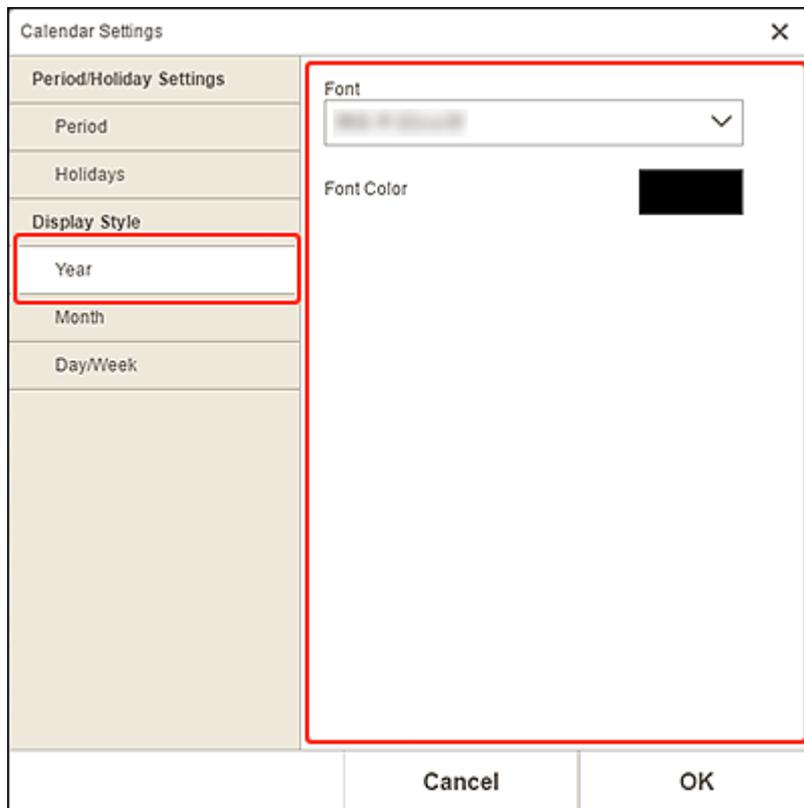 Calendar Settings
Period/Holiday Settings
Period
Holidays
Display Style
Year
Month
Day/Week
Font
Font Color
Cancel
OK